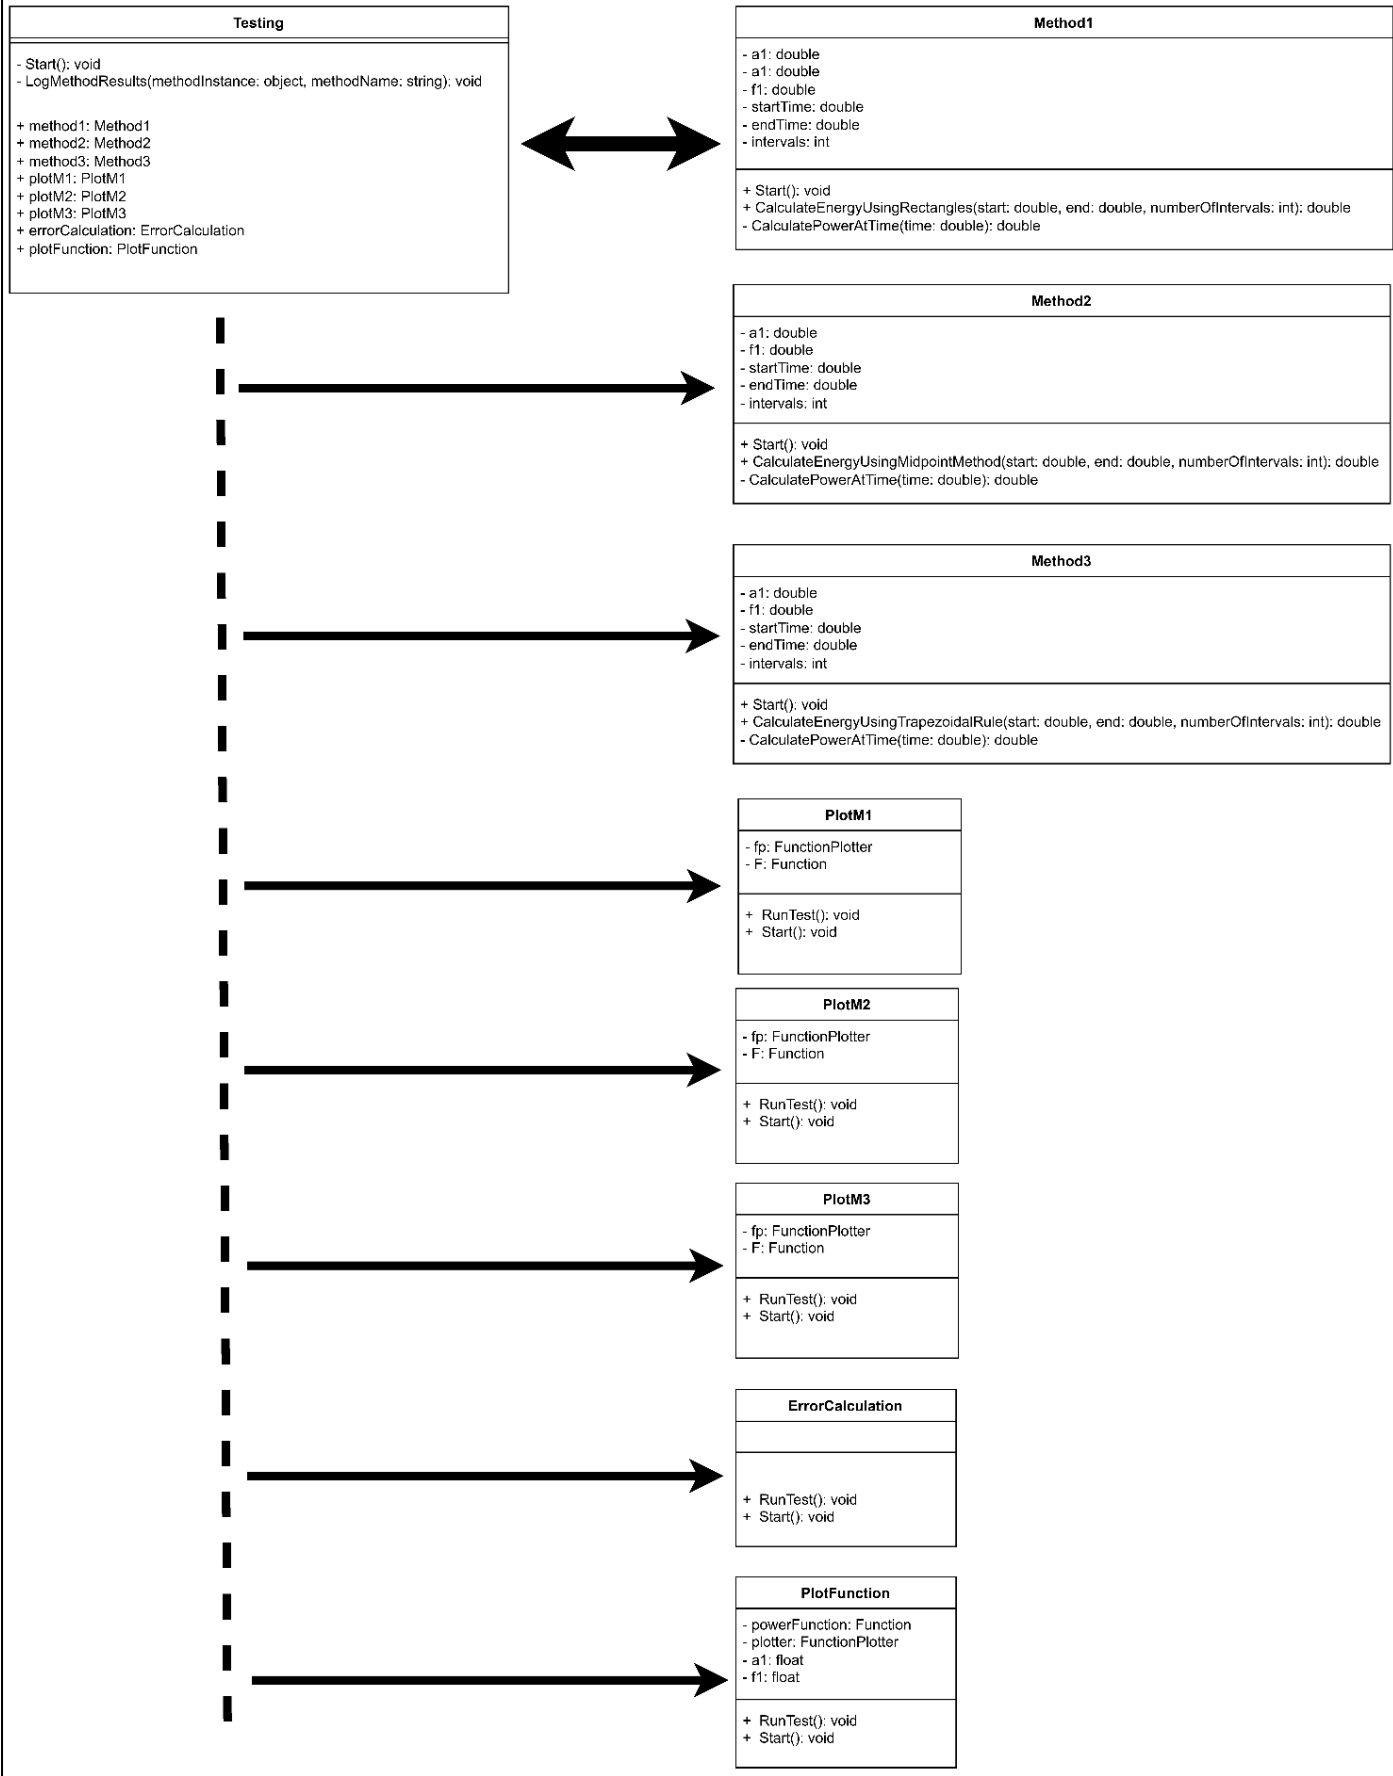 Testing
- Start(): void
- LogMethodResults(methodInstance: object, methodName: string): void
+ method1: Method1
+ method2: Method2
+ method3: Method3
+ plotM1: PlotM1
+ plotM2: PlotM2
+ plotM3: PlotM3
+ errorCalculation: ErrorCalculation
+ plotFunction: PlotFunction
Method1
- a1: double
- a1: double
- f1: double
- startTime: double
- endTime: double
- intervals: int
+ Start(): void
+ CalculateEnergyUsingRectangles(start: double, end: double, numberOfIntervals: int): double
- CalculatePowerAtTime(time: double): double
Method2
- a1: double
- f1: double
- startTime: double
- endTime: double
- intervals: int
+ Start(): void
+ CalculateEnergyUsingMidpointMethod(start: double, end: double, numberOfIntervals: int): double
- CalculatePowerAtTime(time: double): double
Method3
- a1: double
- f1: double
- startTime: double
- endTime: double
- intervals: int
+ Start(): void
+ CalculateEnergyUsingTrapezoidalRule(start: double, end: double, numberOfIntervals: int): double
- CalculatePowerAtTime(time: double): double
PlotM1
- fp: FunctionPlotter
- F: Function
+ RunTest(): void
+ Start(): void
PlotM2
- fp: FunctionPlotter
- F: Function
+ RunTest(): void
+ Start(): void
PlotM3
- fp: FunctionPlotter
- F: Function
+ RunTest(): void
+ Start(): void
ErrorCalculation
+ RunTest(): void
+ Start(): void
PlotFunction
- powerFunction: Function
- plotter: FunctionPlotter
- a1: float
- f1: float
+ RunTest(): void
+ Start(): void